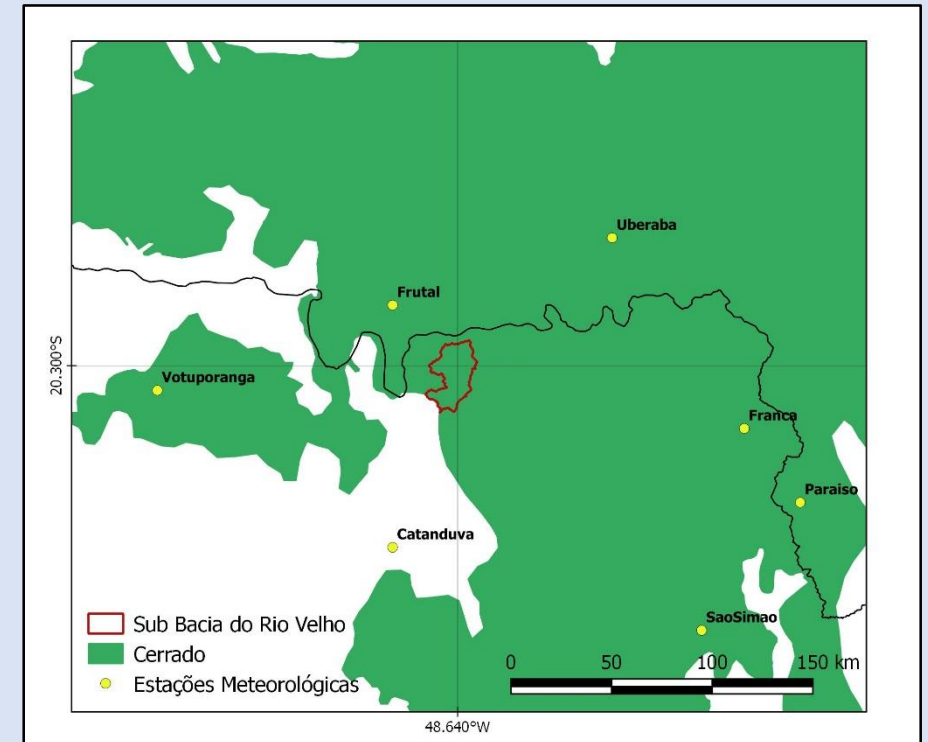 Uberaba
Frutal
20.300°S
Votuporanga
Franca
Paraiso
Catanduva
SaoSimao
Sub Bacia do Rio Velho
Cerrado
Estações Meteorológicas
0 50 100 150 km
48.640°W